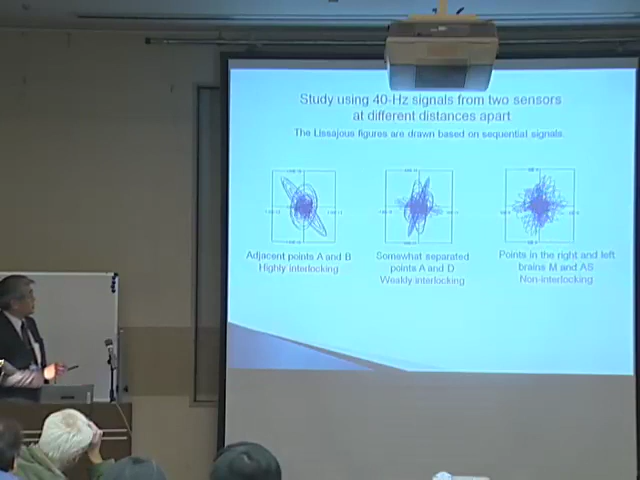 Study using 40-Hz signals from two sensors
at different distances apart
The Lissajous figures are drawn based on sequential signals.
Adjacent points A and B
Highly interlocking
Somewhat separated
points A and D
Weakly interlocking
Points in the right and left
brains M and AS
Non-interlocking